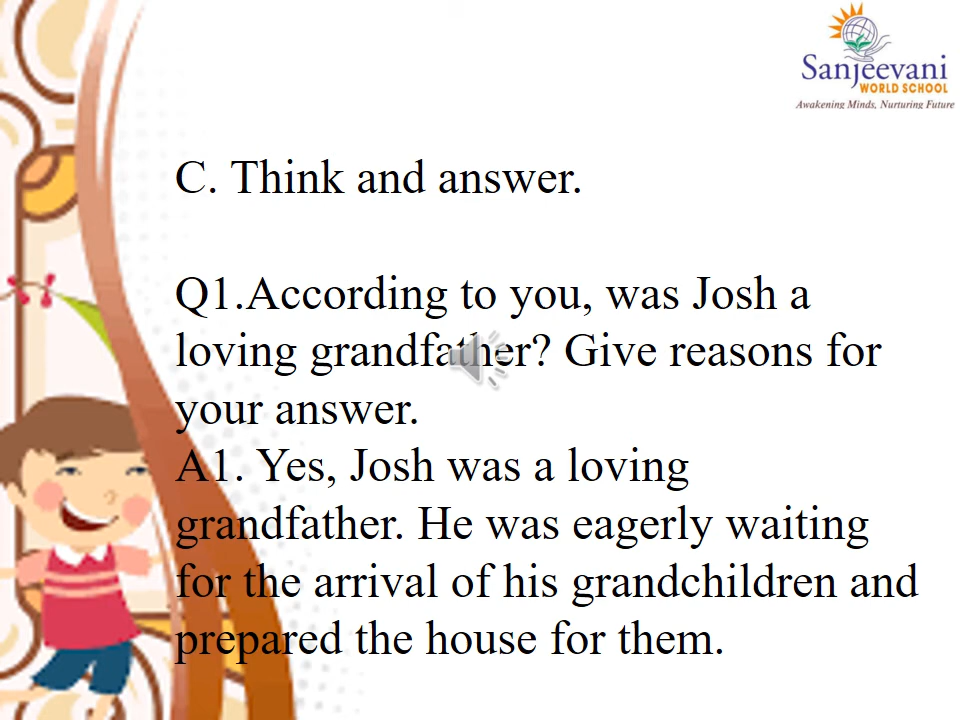 Sanjeevani
WORLD SCHOOL
Awakening Minds, Nurturing Future
C. Think and answer.
Q1.According to you, was Josh a
loving grandfather? Give reasons for
your answer.
A1. Yes, Josh was a loving
grandfather. He was eagerly waiting
for the arrival of his grandchildren and
prepared the house for them.